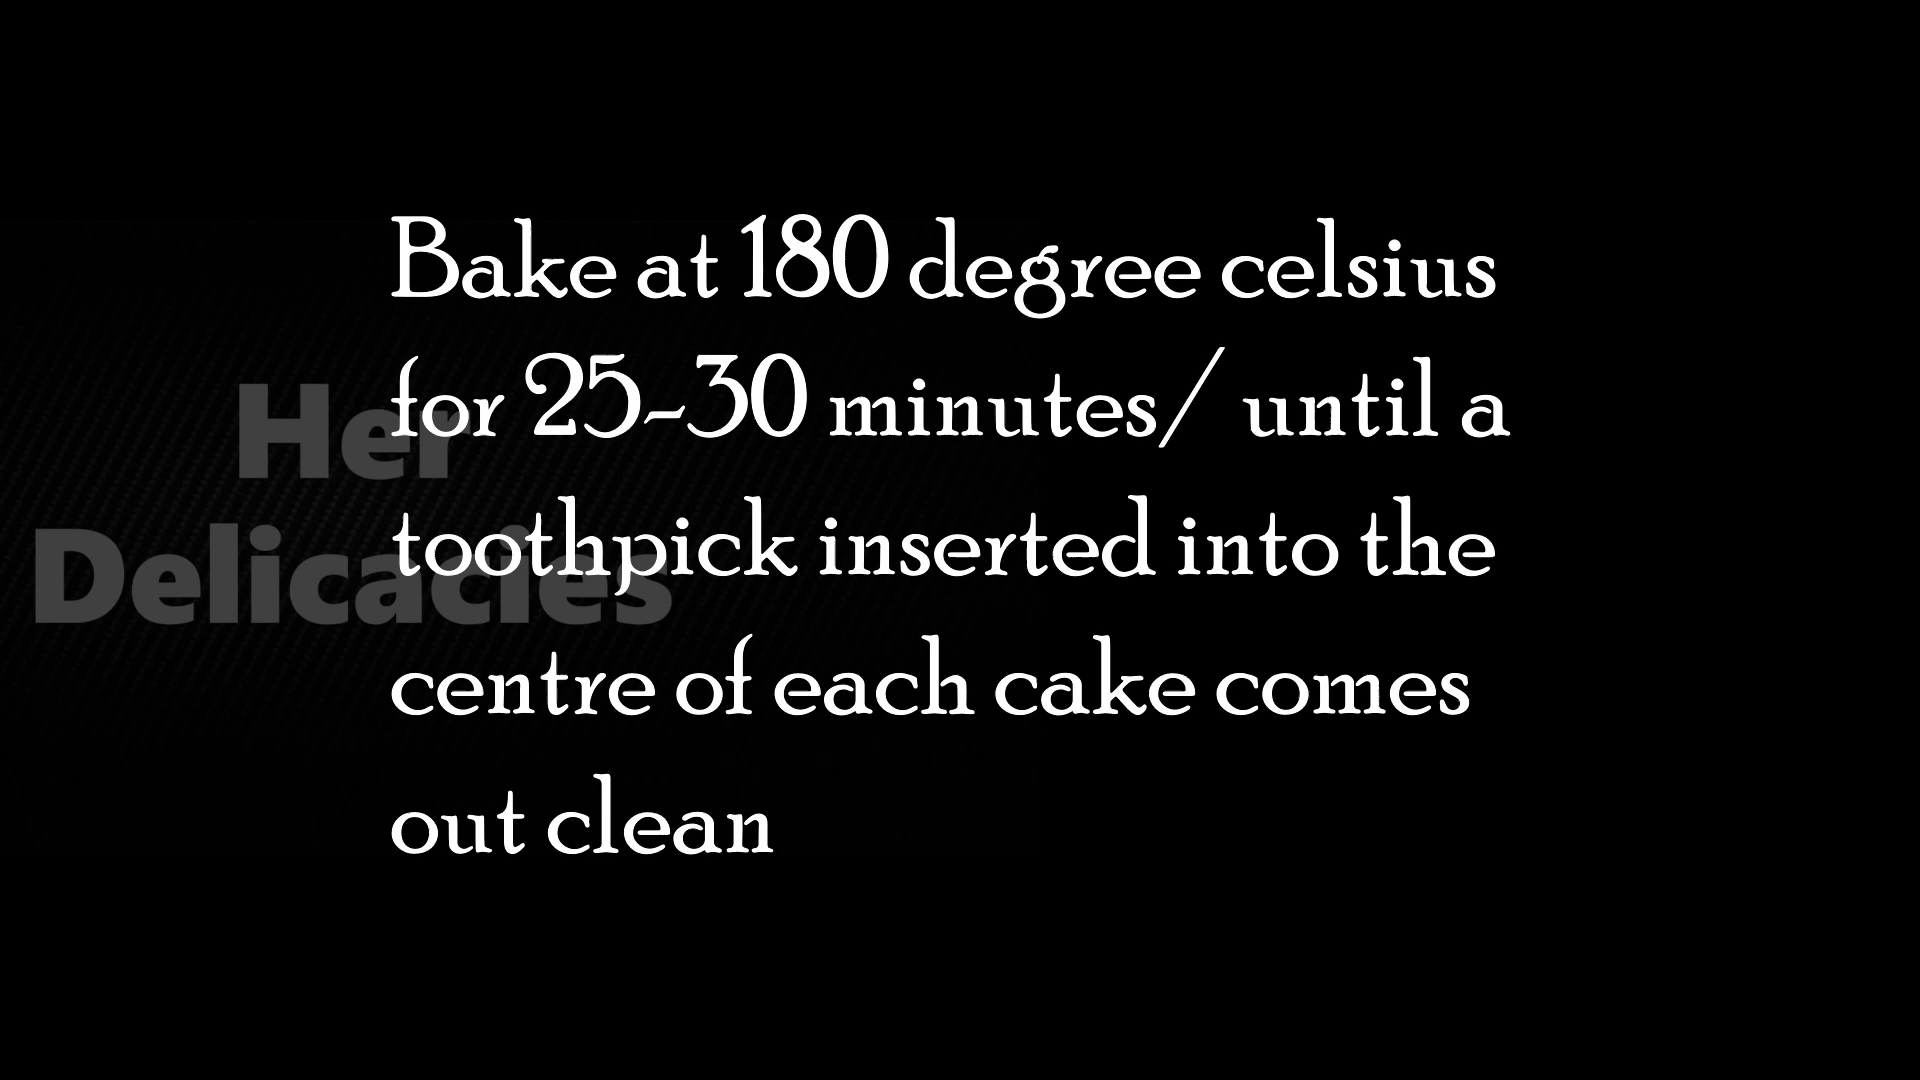 Bake at 180 degree celsius
for 25-30 minutes/ until a
toothpick inserted into the
centre of each cake comes
out clean
Her
Delicacies